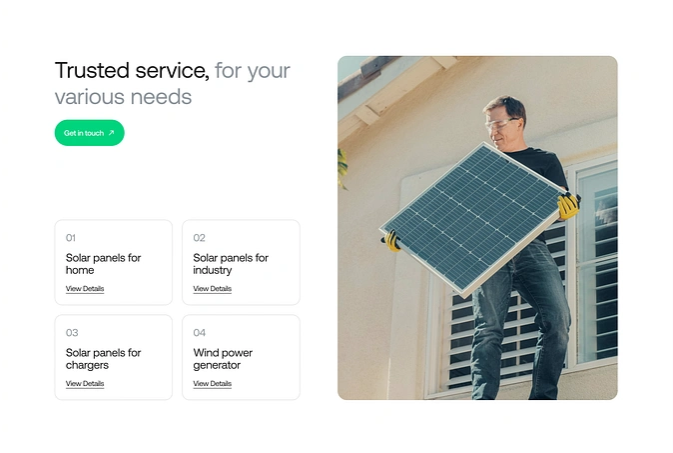 Trusted service, for your
various needs
Get in touch ↗
01
Solar panels for
home
View Details
02
Solar panels for
industry
View Details
03
Solar panels for
chargers
View Details
04
Wind power
generator
View Details